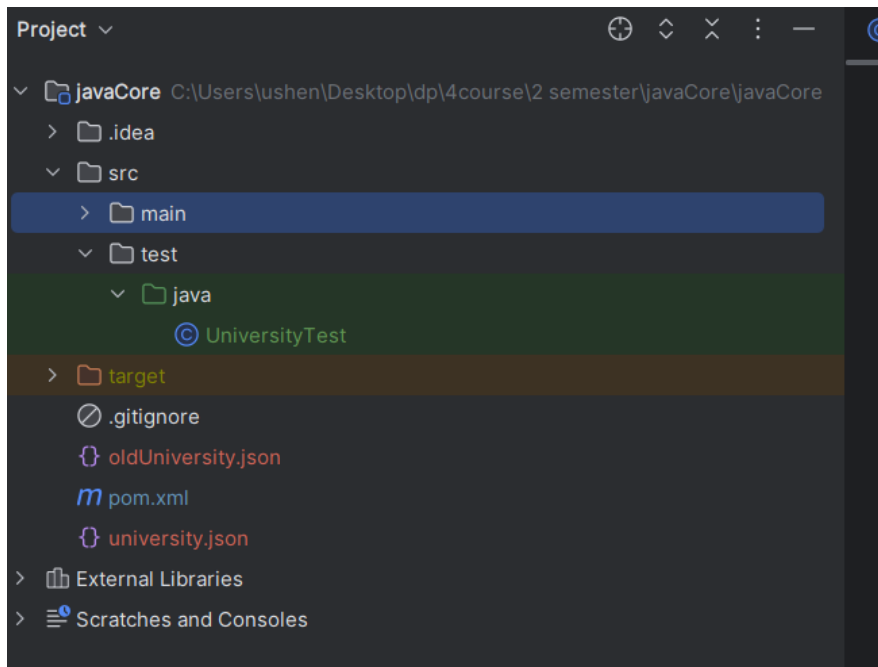 Project
javaCore C:\Users\ushen\Desktop\dp\4course\2 semester\javaCore\javaCore
.idea
src
main
test
java
UniversityTest
target
.gitignore
oldUniversity.json
pom.xml
university.json
External Libraries
Scratches and Consoles